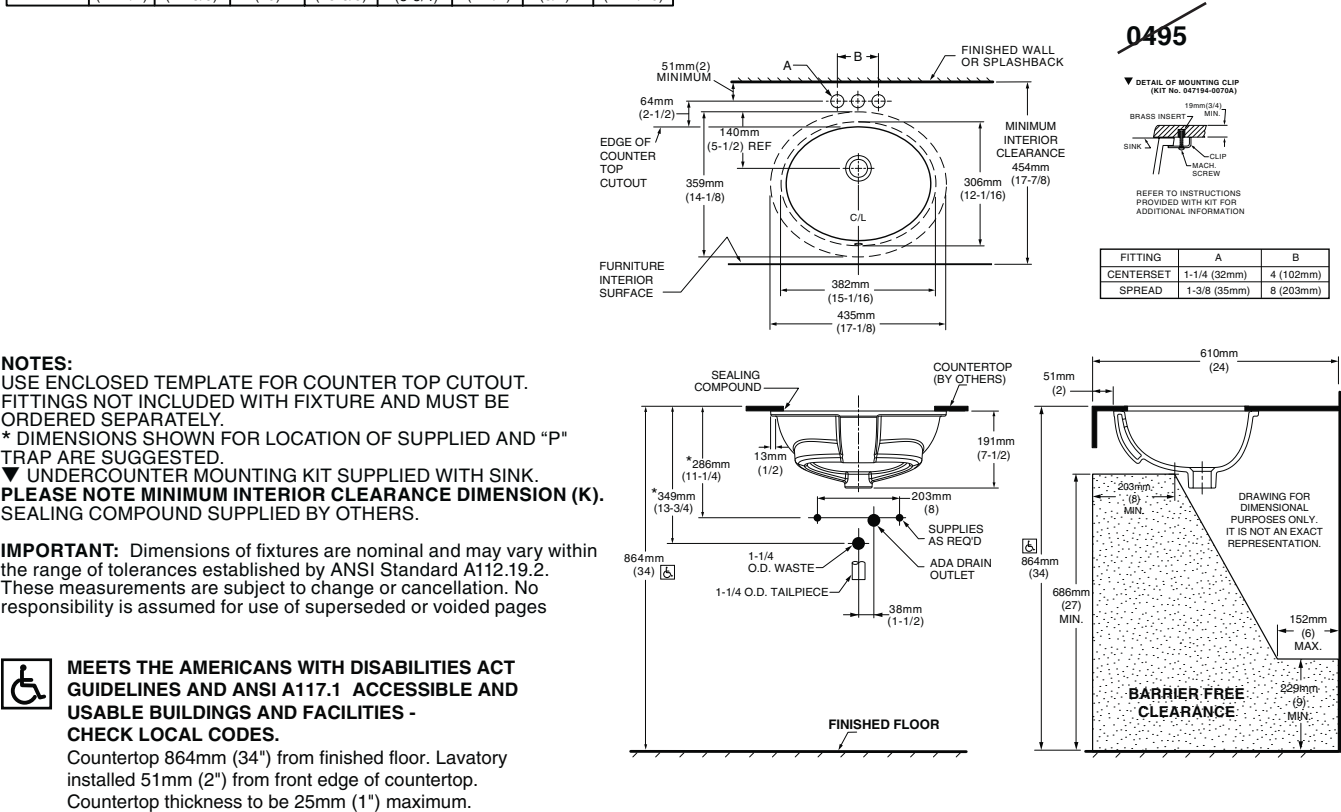 0495
FINISHED WALL
OR SPLASHBACK
B
A
51mm(2)
MINIMUM
64mm
(2-1/2)
140mm
(5-1/2) REF
EDGE OF
COUNTER
TOP
CUTOUT
359mm
(14-1/8)
MINIMUM
INTERIOR
CLEARANCE
454mm
(17-7/8)
306mm
(12-1/16)
C/L
FURNITURE
INTERIOR
SURFACE
382mm
(15-1/16)
435mm
(17-1/8)
▼ DETAIL OF MOUNTING CLIP
(KIT No. 047194-0070A)
19mm(3/4)
MIN.
BRASS INSERT
SINK
CLIP
MACH.
SCREW
REFER TO INSTRUCTIONS
PROVIDED WITH KIT FOR
ADDITIONAL INFORMATION
FITTING A B
CENTERSET 1-1/4 (32mm) 4 (102mm)
SPREAD 1-3/8 (35mm) 8 (203mm)
NOTES:
USE ENCLOSED TEMPLATE FOR COUNTER TOP CUTOUT.
FITTINGS NOT INCLUDED WITH FIXTURE AND MUST BE
ORDERED SEPARATELY.
* DIMENSIONS SHOWN FOR LOCATION OF SUPPLIED AND “P"
TRAP ARE SUGGESTED.
▼ UNDERCOUNTER MOUNTING KIT SUPPLIED WITH SINK.
PLEASE NOTE MINIMUM INTERIOR CLEARANCE DIMENSION (K).
SEALING COMPOUND SUPPLIED BY OTHERS.
IMPORTANT: Dimensions of fixtures are nominal and may vary within
the range of tolerances established by ANSI Standard A112.19.2.
These measurements are subject to change or cancellation. No
responsibility is assumed for use of superseded or voided pages
MEETS THE AMERICANS WITH DISABILITIES ACT
GUIDELINES AND ANSI A117.1 ACCESSIBLE AND
USABLE BUILDINGS AND FACILITIES -
CHECK LOCAL CODES.
Countertop 864mm (34") from finished floor. Lavatory
installed 51mm (2") from front edge of countertop.
Countertop thickness to be 25mm (1") maximum.
SEALING
COMPOUND
COUNTERTOP
(BY OTHERS)
13mm
(1/2)
191mm
(7-1/2)
*286mm
(11-1/4)
*349mm
(13-3/4)
203mm
(8)
SUPPLIES
AS REQ'D
864mm
(34)
1-1/4
O.D. WASTE
ADA DRAIN
OUTLET
1-1/4 O.D. TAILPIECE
38mm
(1-1/2)
FINISHED FLOOR
610mm
(24)
51mm
(2)
203mm
(8)
MIN.
DRAWING FOR
DIMENSIONAL
PURPOSES ONLY.
IT IS NOT AN EXACT
REPRESENTATION.
864mm
(34)
686mm
(27)
MIN.
152mm
(6)
MAX.
229mm
(9)
MIN.
BARRIER FREE
CLEARANCE